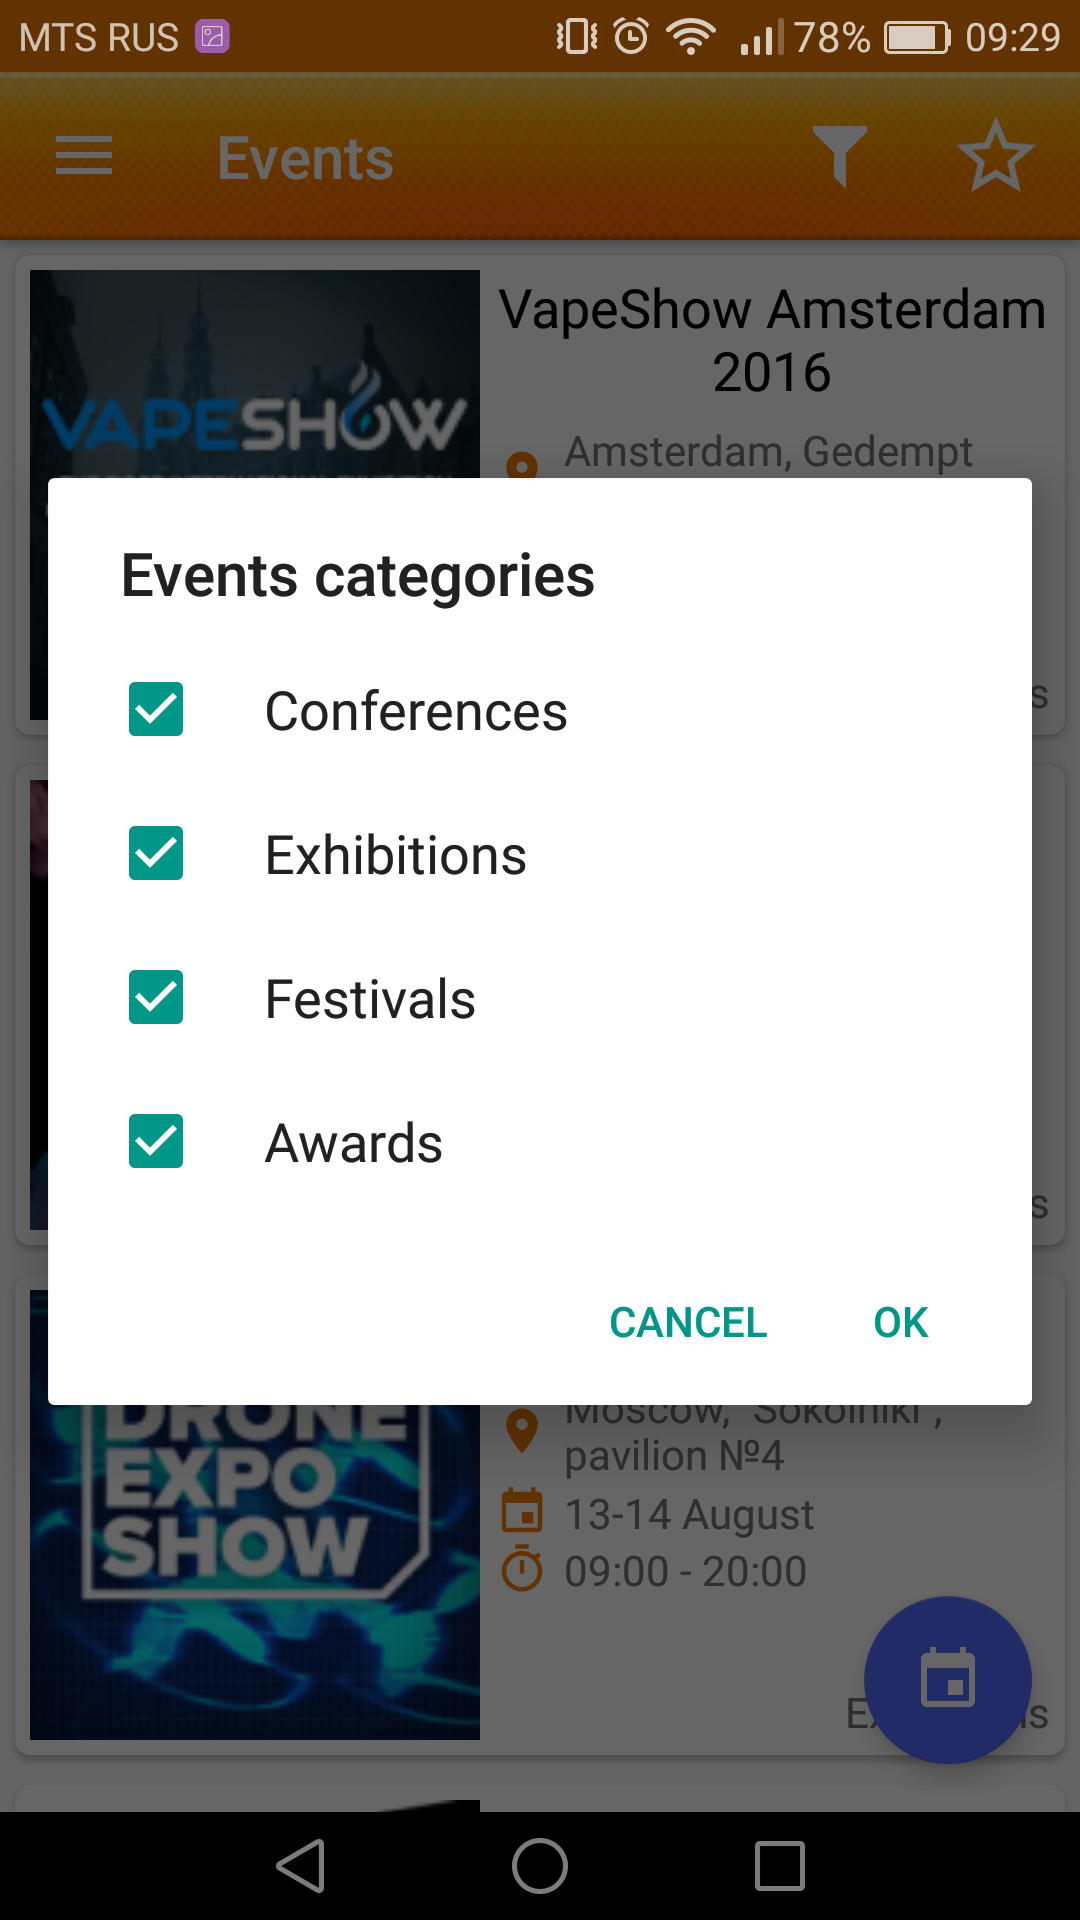 MTS RUS 78% 09:29
Events
VapeShow Amsterdam
2016
VAPESHOW
Amsterdam, Gedempt
Events categories
s
Conferences
Exhibitions
Festivals
Awards
s
CANCEL OK
DRONE
EXPO
SHOW
Moscow, "Sokolniki",
pavilion №4
13-14 August
09:00 - 20:00